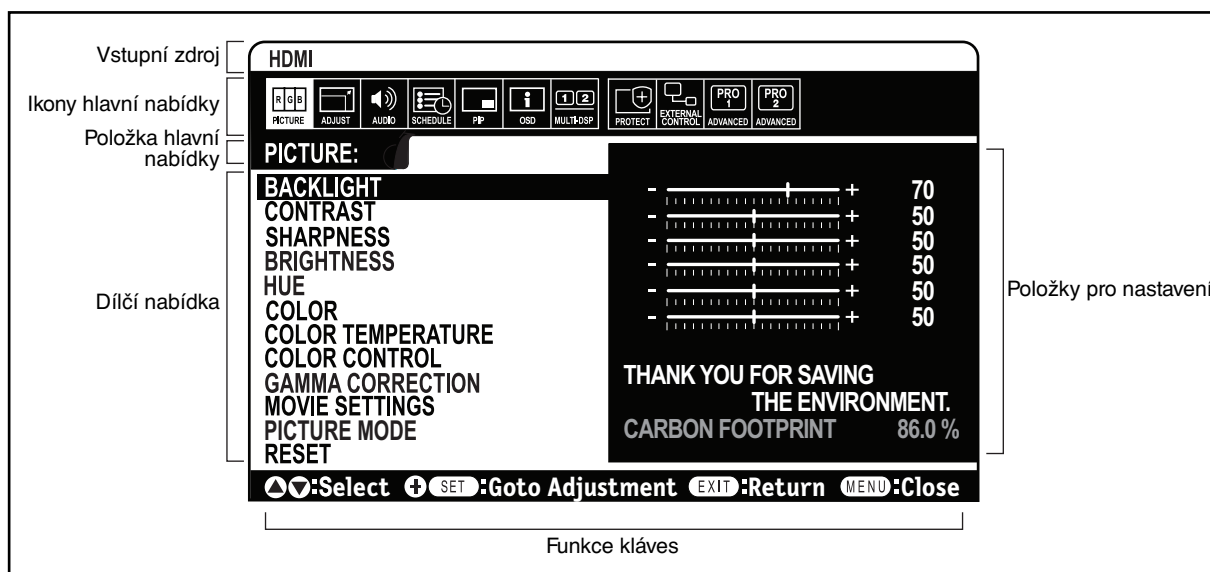 Vstupní zdroj
HDMI
Ikony hlavní nabídky
R G B
PICTURE
ADJUST
AUDIO
SCHEDULE
PIP
OSD
1 2
MULTI-DSP
PROTECT
EXTERNAL
CONTROL
PRO
1
ADVANCED
PRO
2
ADVANCED
Položka hlavní
nabídky
PICTURE:
Dílčí nabídka
BACKLIGHT - + 70
CONTRAST - + 50
SHARPNESS - + 50
BRIGHTNESS - + 50
HUE - + 50
COLOR - + 50
COLOR TEMPERATURE
COLOR CONTROL
GAMMA CORRECTION
MOVIE SETTINGS
PICTURE MODE
RESET
THANK YOU FOR SAVING
THE ENVIRONMENT.
CARBON FOOTPRINT 86.0 %
Položky pro nastavení
:Select + SET :Goto Adjustment EXIT :Return MENU :Close
Funkce kláves